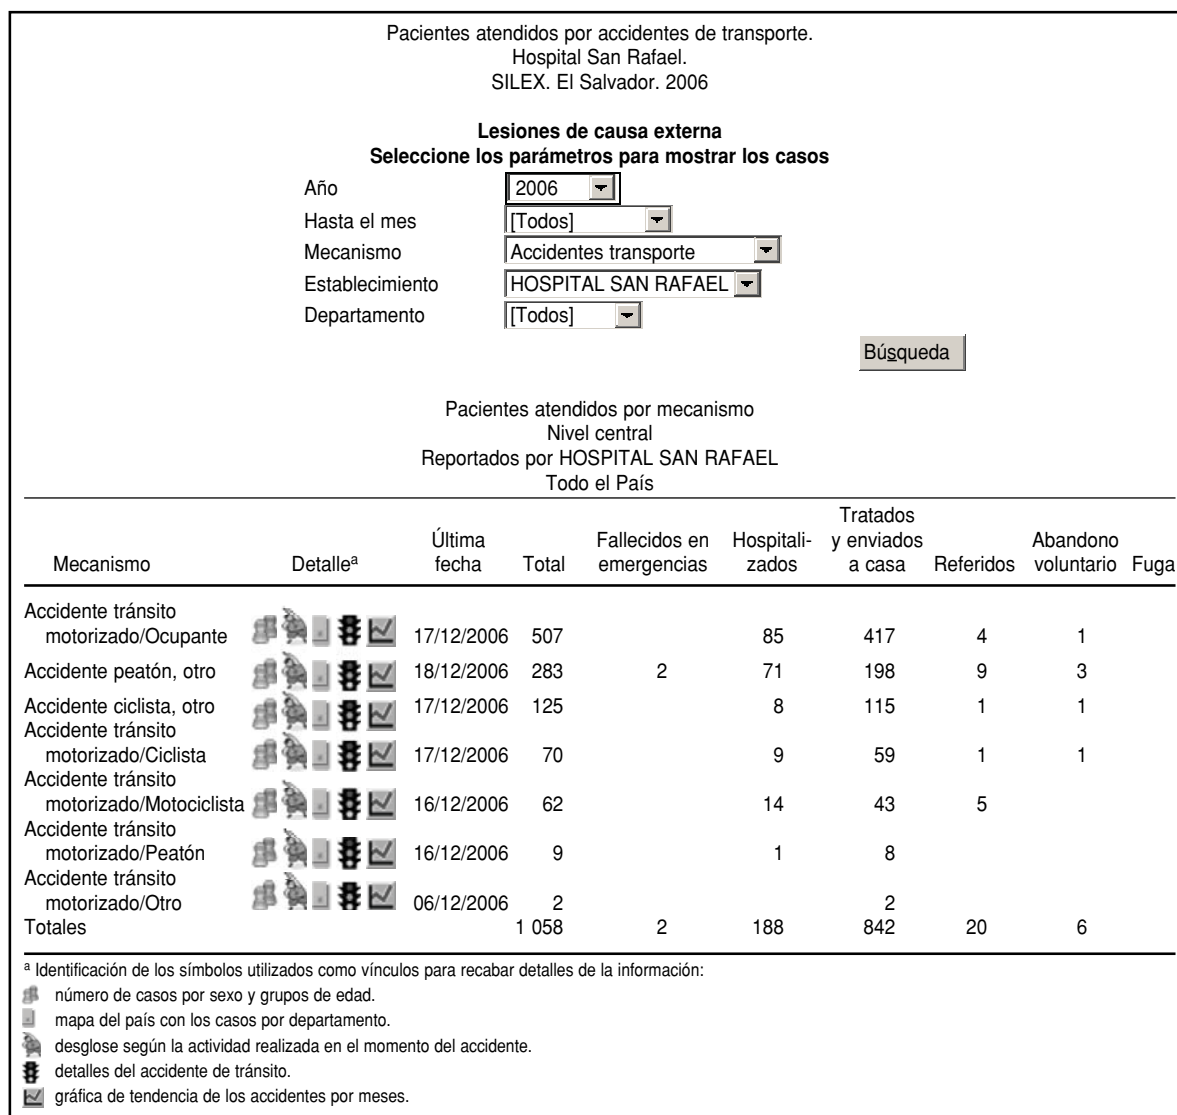 Pacientes atendidos por accidentes de transporte.
Hospital San Rafael.
SILEX. El Salvador. 2006
Lesiones de causa externa
Seleccione los parámetros para mostrar los casos
Año 2006
Hasta el mes [Todos]
Mecanismo Accidentes transporte
Establecimiento HOSPITAL SAN RAFAEL
Departamento [Todos]
Búsqueda
Pacientes atendidos por mecanismo
Nivel central
Reportados por HOSPITAL SAN RAFAEL
Todo el País
Mecanismo Detalleª Última fecha Total Fallecidos en emergencias Hospitali-zados Tratados y enviados a casa Referidos Abandono voluntario Fuga
Accidente tránsito
motorizado/Ocupante 17/12/2006 507 85 417 4 1
Accidente peatón, otro 18/12/2006 283 2 71 198 9 3
Accidente ciclista, otro 17/12/2006 125 8 115 1 1
Accidente tránsito
motorizado/Ciclista 17/12/2006 70 9 59 1 1
Accidente tránsito
motorizado/Motociclista 16/12/2006 62 14 43 5
Accidente tránsito
motorizado/Peatón 16/12/2006 9 1 8
Accidente tránsito
motorizado/Otro 06/12/2006 2 2
Totales 1 058 2 188 842 20 6
ª Identificación de los símbolos utilizados como vínculos para recabar detalles de la información:
número de casos por sexo y grupos de edad.
mapa del país con los casos por departamento.
desglose según la actividad realizada en el momento del accidente.
detalles del accidente de tránsito.
gráfica de tendencia de los accidentes por meses.